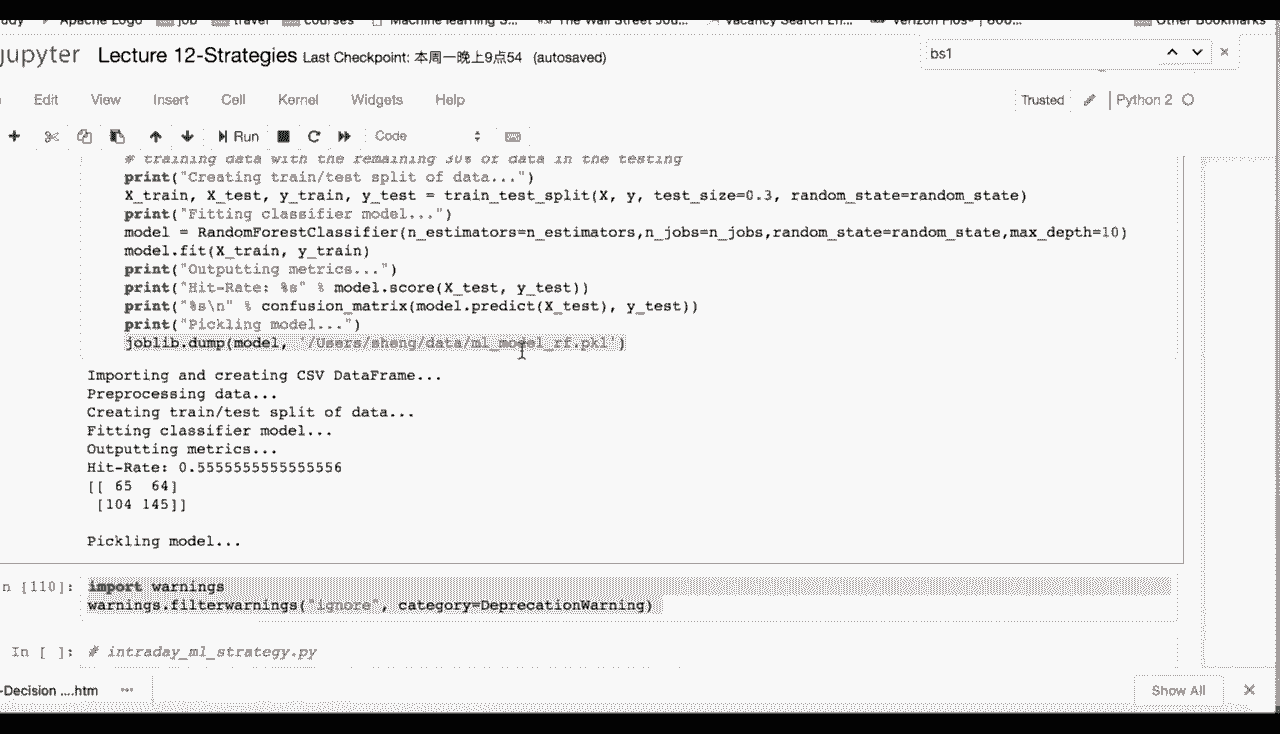 Apache Logo job travel courses Machine learning S... The Wall Street Jou... Vacancy Search En... Verizon Fios® | 800... Other Bookmarks
jupyter Lecture 12-Strategies Last Checkpoint: 本周一晚上9点54 (autosaved)
bs1
Edit View Insert Cell Kernel Widgets Help
Trusted Python 2
Run Code
# training data with the remaining 30% of data in the testing
print("Creating train/test split of data...")
X_train, X_test, y_train, y_test = train_test_split(X, y, test_size=0.3, random_state=random_state)
print("Fitting classifier model...")
model = RandomForestClassifier(n_estimators=n_estimators,n_jobs=n_jobs,random_state=random_state,max_depth=10)
model.fit(X_train, y_train)
print("Outputting metrics...")
print("Hit-Rate: %s" % model.score(X_test, y_test))
print("%s\n" % confusion_matrix(model.predict(X_test), y_test))
print("Pickling model...")
joblib.dump(model, '/Users/sheng/data/ml_model_rf.pkl')
Importing and creating CSV DataFrame...
Preprocessing data...
Creating train/test split of data...
Fitting classifier model...
Outputting metrics...
Hit-Rate: 0.5555555555555556
[[ 65 64]
[104 145]]
Pickling model...
n [110]: import warnings
warnings.filterwarnings("ignore", category=DeprecationWarning)
In [ ]: # intraday_ml_strategy.py
-Decision ....htm
Show All